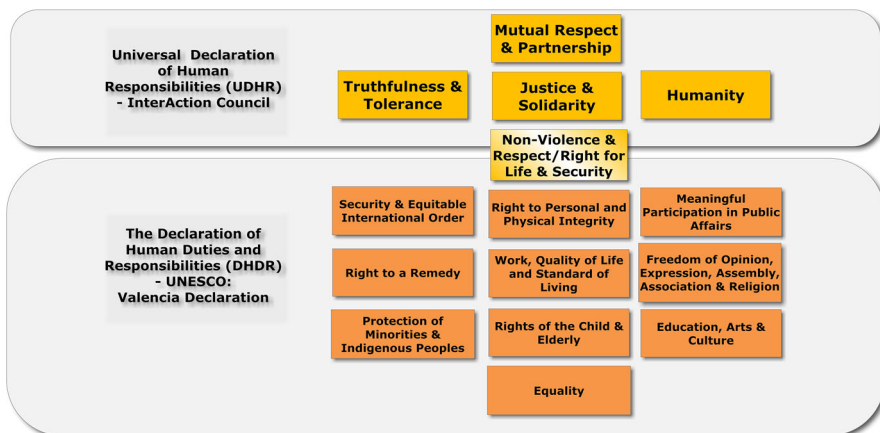 Universal Declaration
of Human
Responsibilities (UDHR)
- InterAction Council
Mutual Respect
& Partnership
Truthfulness &
Tolerance
Justice &
Solidarity
Humanity
Non-Violence &
Respect/Right for
Life & Security
The Declaration of
Human Duties and
Responsibilities (DHDR)
- UNESCO:
Valencia Declaration
Security & Equitable
International Order
Right to Personal and
Physical Integrity
Meaningful
Participation in Public
Affairs
Right to a Remedy
Work, Quality of Life
and Standard of
Living
Freedom of Opinion,
Expression, Assembly,
Association & Religion
Protection of
Minorities &
Indigenous Peoples
Rights of the Child &
Elderly
Education, Arts &
Culture
Equality